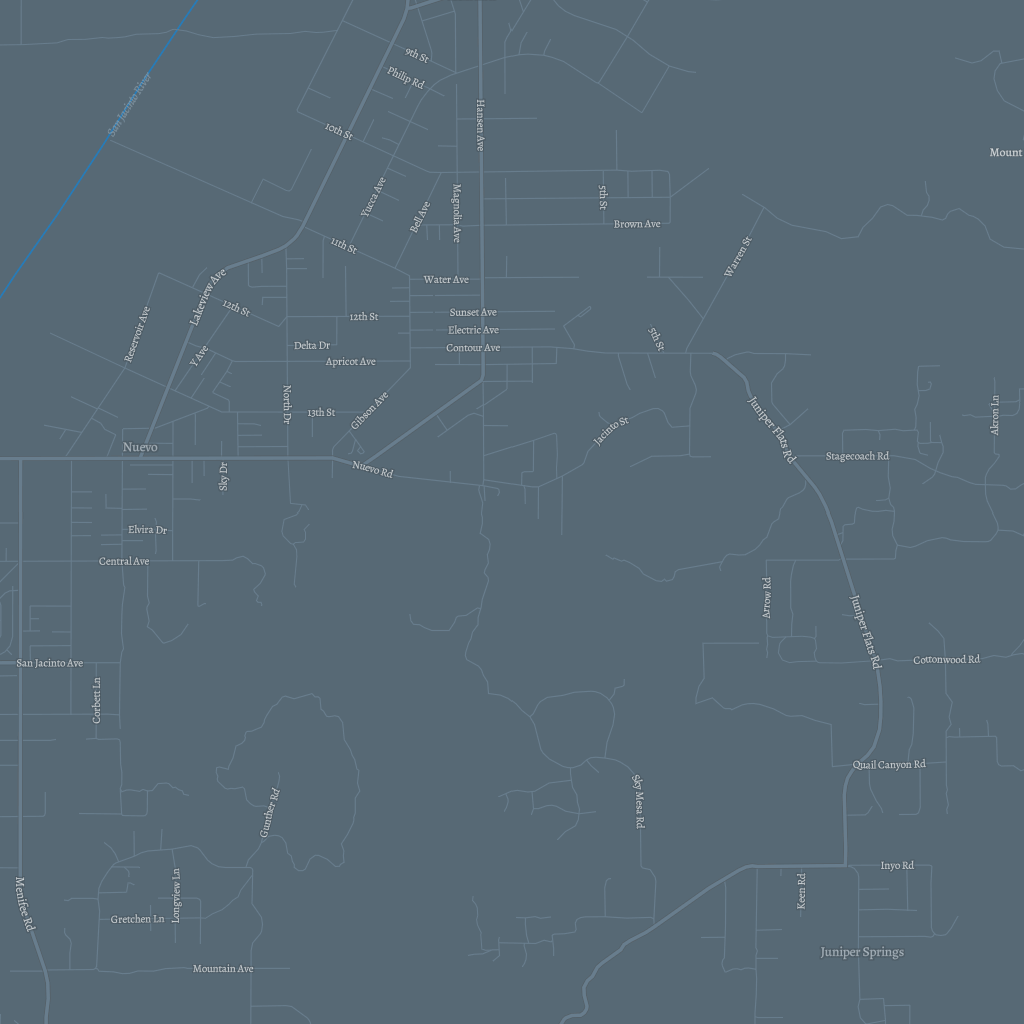 9th St
Philip Rd
San Jacinto River
Hansen Ave
10th St
Mount
Yucca Ave
Bell Ave
Magnolia Ave
5th St
Brown Ave
11th St
Warren St
Water Ave
Lakeview Ave
12th St
12th St
Sunset Ave
Reservoir Ave
Electric Ave
5th St
Delta Dr
Contour Ave
Y Ave
Apricot Ave
North Dr
13th St
Gibson Ave
Jacinto St
Juniper Flats Rd
Akron Ln
Nuevo
Stagecoach Rd
Nuevo Rd
Sky Dr
Elvira Dr
Central Ave
Arrow Rd
Juniper Flats Rd
San Jacinto Ave
Cottonwood Rd
Corbett Ln
Quail Canyon Rd
Sky Mesa Rd
Gunther Rd
Inyo Rd
Keen Rd
Longview Ln
Menifee Rd
Gretchen Ln
Juniper Springs
Mountain Ave